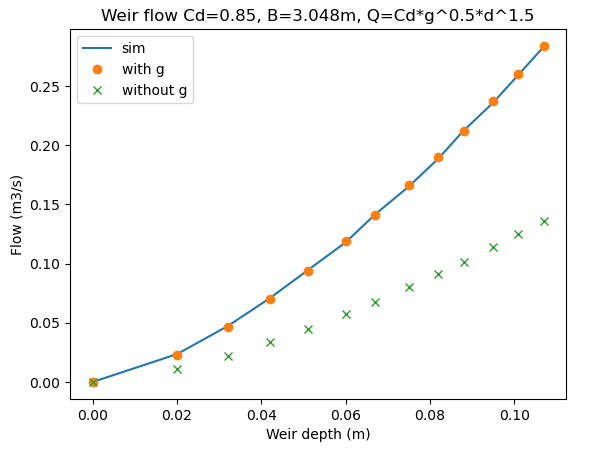 Weir flow Cd=0.85, B=3.048m, Q=Cd*g^0.5*d^1.5
sim
with g
without g
0.25
0.20
0.15
0.10
0.05
0.00
Flow (m3/s)
0.00 0.02 0.04 0.06 0.08 0.10
Weir depth (m)